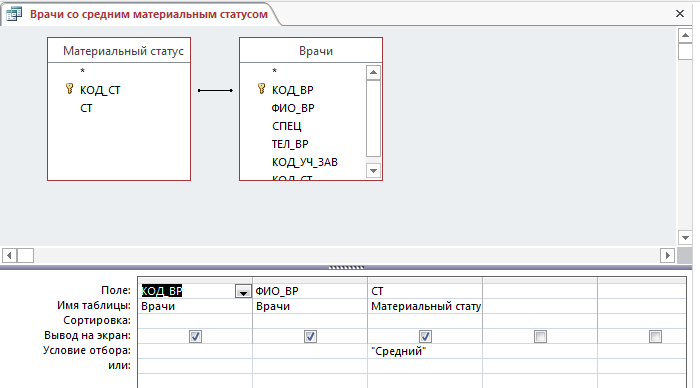 Врачи со средним материальным статусом
Материальный статус
*
КОД_СТ
СТ
Врачи
*
КОД_ВР
ФИО_ВР
СПЕЦ
ТЕЛ_ВР
КОД_УЧ_ЗАВ
КОД_СТ
Поле: КОД_ВР ФИО_ВР СТ
Имя таблицы: Врачи Врачи Материальный стату
Сортировка:
Вывод на экран:
Условие отбора: "Средний"
или: